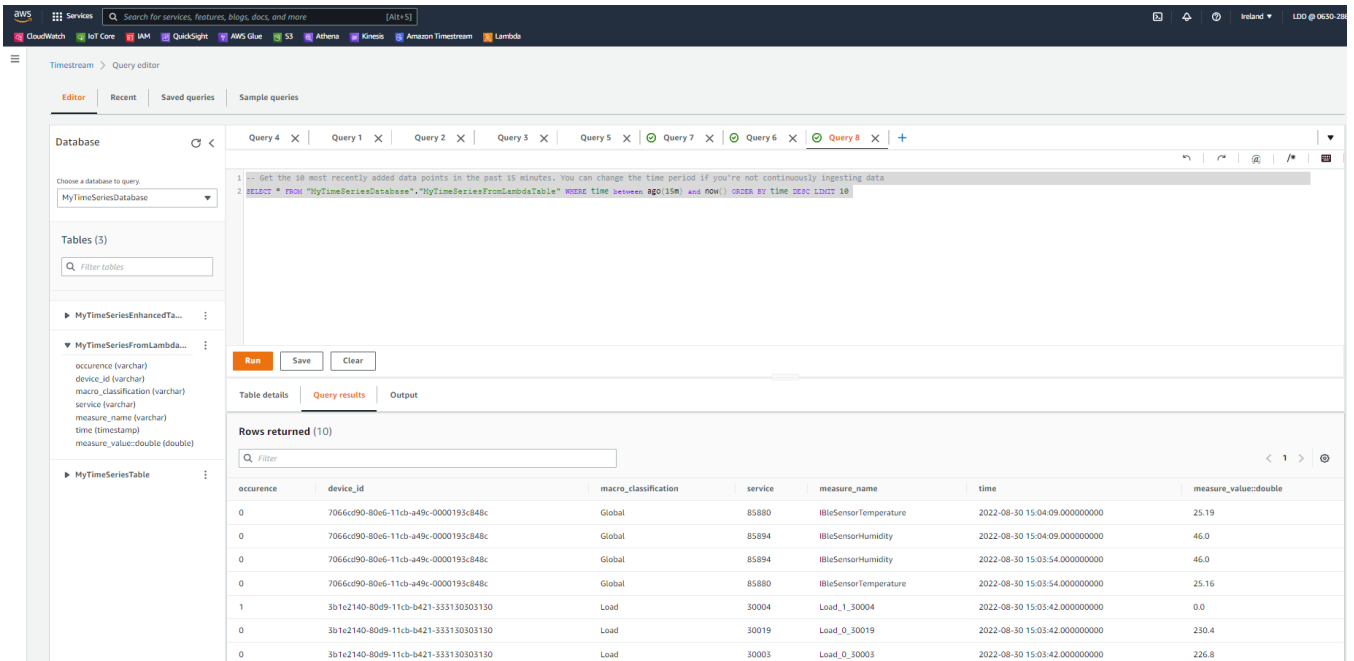 aws Services Search for services, features, blogs, docs, and more [Alt+S] Ireland ▼ LDD @ 0630-288
CloudWatch IoT Core IAM QuickSight AWS Glue S3 Athena Kinesis Amazon Timestream Lambda
Timestream > Query editor
Editor Recent Saved queries Sample queries
Database
Choose a database to query.
MyTimeSeriesDatabase
Tables (3)
Filter tables
MyTimeSeriesEnhancedTa...
MyTimeSeriesFromLambda...
occurence (varchar)
device_id (varchar)
macro_classification (varchar)
service (varchar)
measure_name (varchar)
time (timestamp)
measure_value::double (double)
MyTimeSeriesTable
Query 4 Query 1 Query 2 Query 3 Query 5 Query 7 Query 6 Query 8
1 -- Get the 10 most recently added data points in the past 15 minutes. You can change the time period if you're not continuously ingesting data
2 SELECT * FROM "MyTimeSeriesDatabase"."MyTimeSeriesFromLambdaTable" WHERE time between ago(15m) and now() ORDER BY time DESC LIMIT 10
Run Save Clear
Table details Query results Output
Rows returned (10)
Filter
< 1 >
occurence device_id macro_classification service measure_name time measure_value::double
0 7066cd90-80e6-11cb-a49c-0000193c848c Global 85880 IBleSensorTemperature 2022-08-30 15:04:09.000000000 25.19
0 7066cd90-80e6-11cb-a49c-0000193c848c Global 85894 IBleSensorHumidity 2022-08-30 15:04:09.000000000 46.0
0 7066cd90-80e6-11cb-a49c-0000193c848c Global 85894 IBleSensorHumidity 2022-08-30 15:03:54.000000000 46.0
0 7066cd90-80e6-11cb-a49c-0000193c848c Global 85880 IBleSensorTemperature 2022-08-30 15:03:54.000000000 25.16
1 3b1e2140-80d9-11cb-b421-333130303130 Load 30004 Load_1_30004 2022-08-30 15:03:42.000000000 0.0
0 3b1e2140-80d9-11cb-b421-333130303130 Load 30019 Load_0_30019 2022-08-30 15:03:42.000000000 230.4
0 3b1e2140-80d9-11cb-b421-333130303130 Load 30003 Load_0_30003 2022-08-30 15:03:42.000000000 226.8